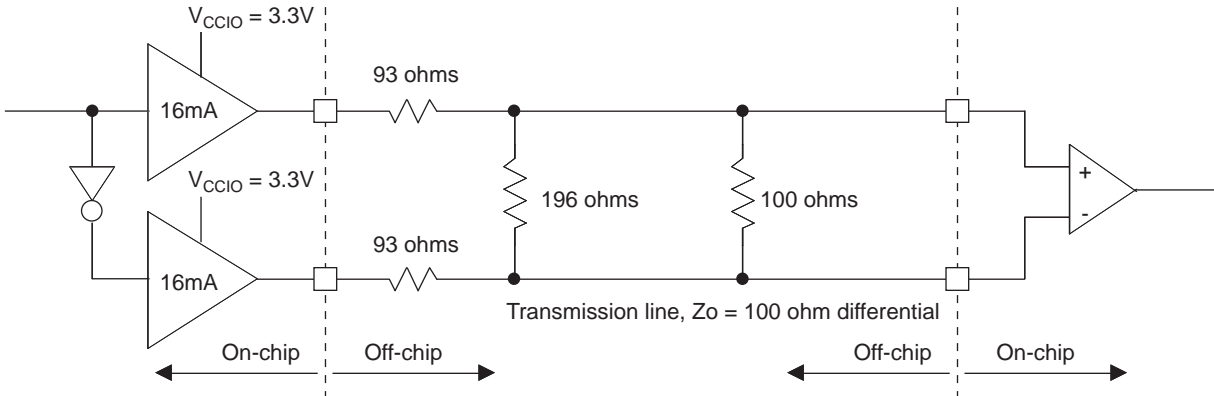 VCCIO = 3.3V
93 ohms
16mA
+
196 ohms
100 ohms
-
VCCIO = 3.3V
93 ohms
16mA
Transmission line, Zo = 100 ohm differential
On-chip
Off-chip
Off-chip
On-chip